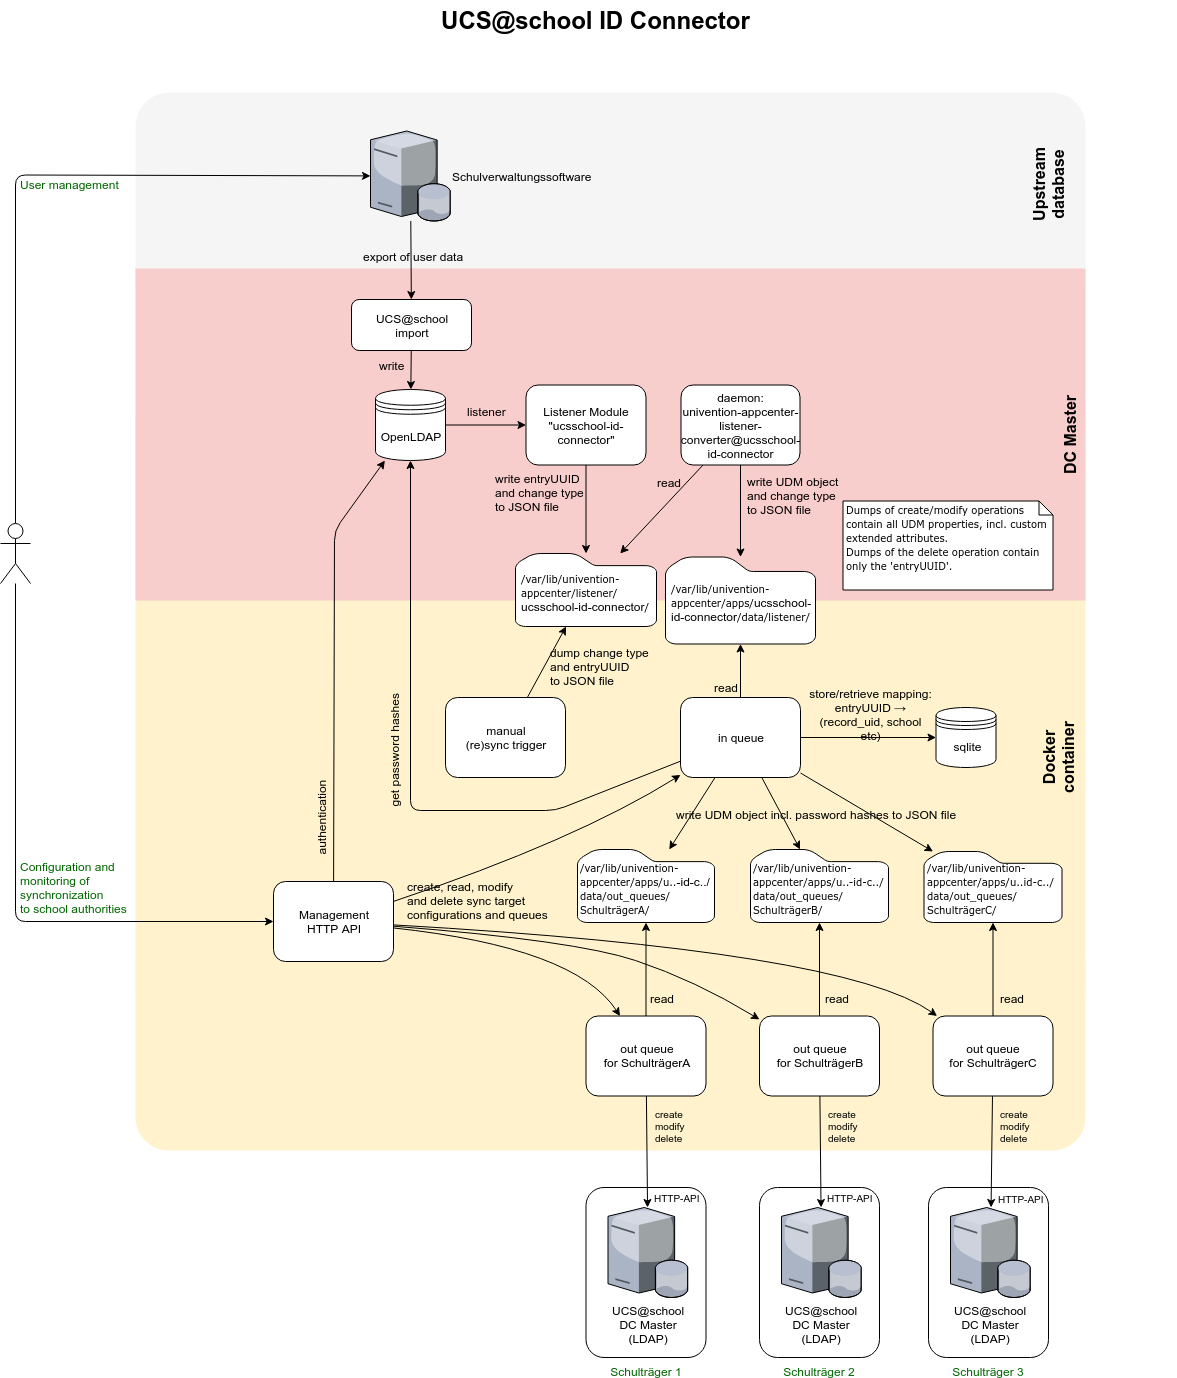 UCS@school ID Connector
Upstream
database
User management
Schulverwaltungssoftware
export of user data
UCS@school
import
write
DC Master
OpenLDAP
listener
Listener Module
"ucsschool-id-
connector"
daemon:
univention-appcenter-
listener-
converter@ucsschool-
id-connector
write entryUUID
and change type
to JSON file
read
write UDM object
and change type
to JSON file
Dumps of create/modify operations
contain all UDM properties, incl. custom
extended attributes.
Dumps of the delete operation contain
only the 'entryUUID'.
/var/lib/univention-
appcenter/listener/
ucsschool-id-connector/
/var/lib/univention-
appcenter/apps/ucsschool-
id-connector/data/listener/
dump change type
and entryUUID
to JSON file
read
store/retrieve mapping:
entryUUID →
(record_uid, school
etc)
manual
(re)sync trigger
in queue
sqlite
Docker
container
get password hashes
authentication
write UDM object incl. password hashes to JSON file
Configuration and
monitoring of
synchronization
to school authorities
Management
HTTP API
create, read, modify
and delete sync target
configurations and queues
/var/lib/univention-
appcenter/apps/u..-id-c../
data/out_queues/
SchulträgerA/
/var/lib/univention-
appcenter/apps/u..-id-c../
data/out_queues/
SchulträgerB/
/var/lib/univention-
appcenter/apps/u..id-c../
data/out_queues/
SchulträgerC/
read
read
read
out queue
for SchulträgerA
out queue
for SchulträgerB
out queue
for SchulträgerC
create
modify
delete
create
modify
delete
create
modify
delete
HTTP-API
HTTP-API
HTTP-API
UCS@school
DC Master
(LDAP)
UCS@school
DC Master
(LDAP)
UCS@school
DC Master
(LDAP)
Schulträger 1
Schulträger 2
Schulträger 3